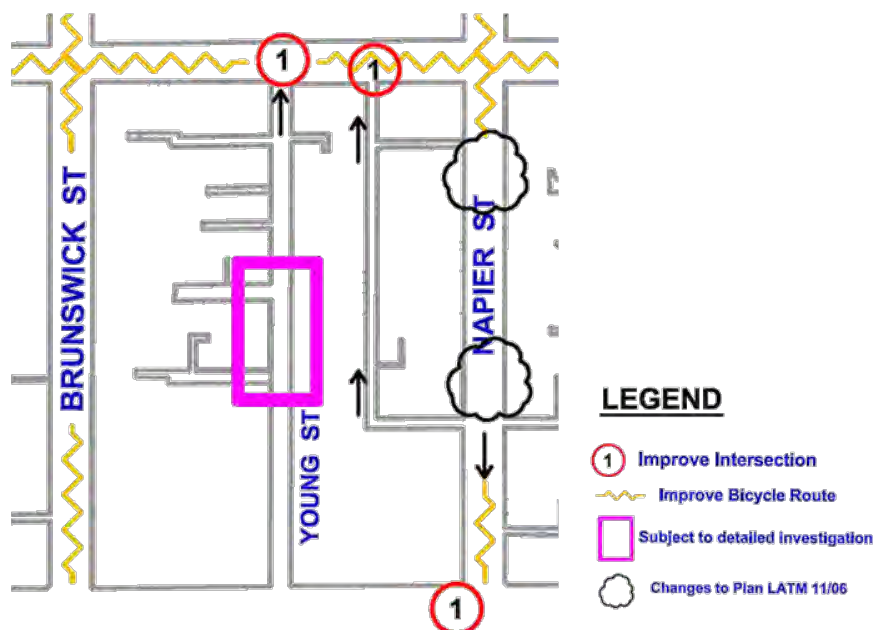 1
1
BRUNSWICK ST
NAPIER ST
YOUNG ST
1
LEGEND
1 Improve Intersection
Improve Bicycle Route
Subject to detailed investigation
Changes to Plan LATM 11/06